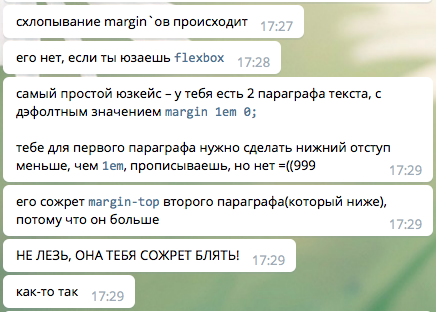 схлопывание margin`ов происходит 17:27
его нет, если ты юзаешь flexbox 17:28
самый простой юзкейс – у тебя есть 2 параграфа текста, с
дэфолтным значением margin 1em 0;
тебе для первого параграфа нужно сделать нижний отступ
меньше, чем 1em, прописываешь, но нет =((999
17:29
его сожрет margin-top второго параграфа(который ниже),
потому что он больше 17:29
НЕ ЛЕЗЬ, ОНА ТЕБЯ СОЖРЕТ БЛЯТЬ! 17:29
как-то так 17:29